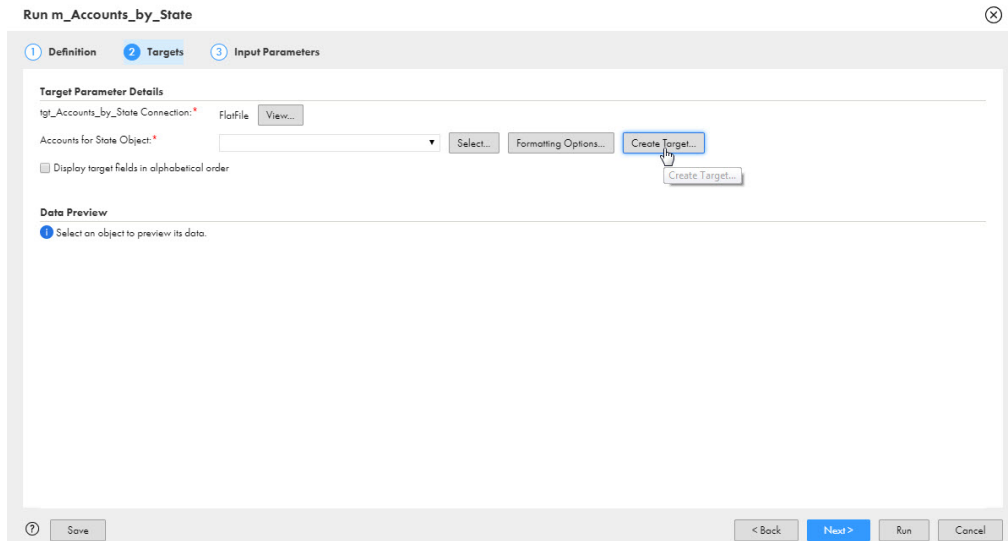 Run m_Accounts_by_State
1 Definition 2 Targets 3 Input Parameters
Target Parameter Details
tgt_Accounts_by_State Connection:* FlatFile View...
Accounts for State Object:* Select... Formatting Options... Create Target...
Display target fields in alphabetical order
Create Target...
Data Preview
i Select an object to preview its data.
? Save < Back Next > Run Cancel